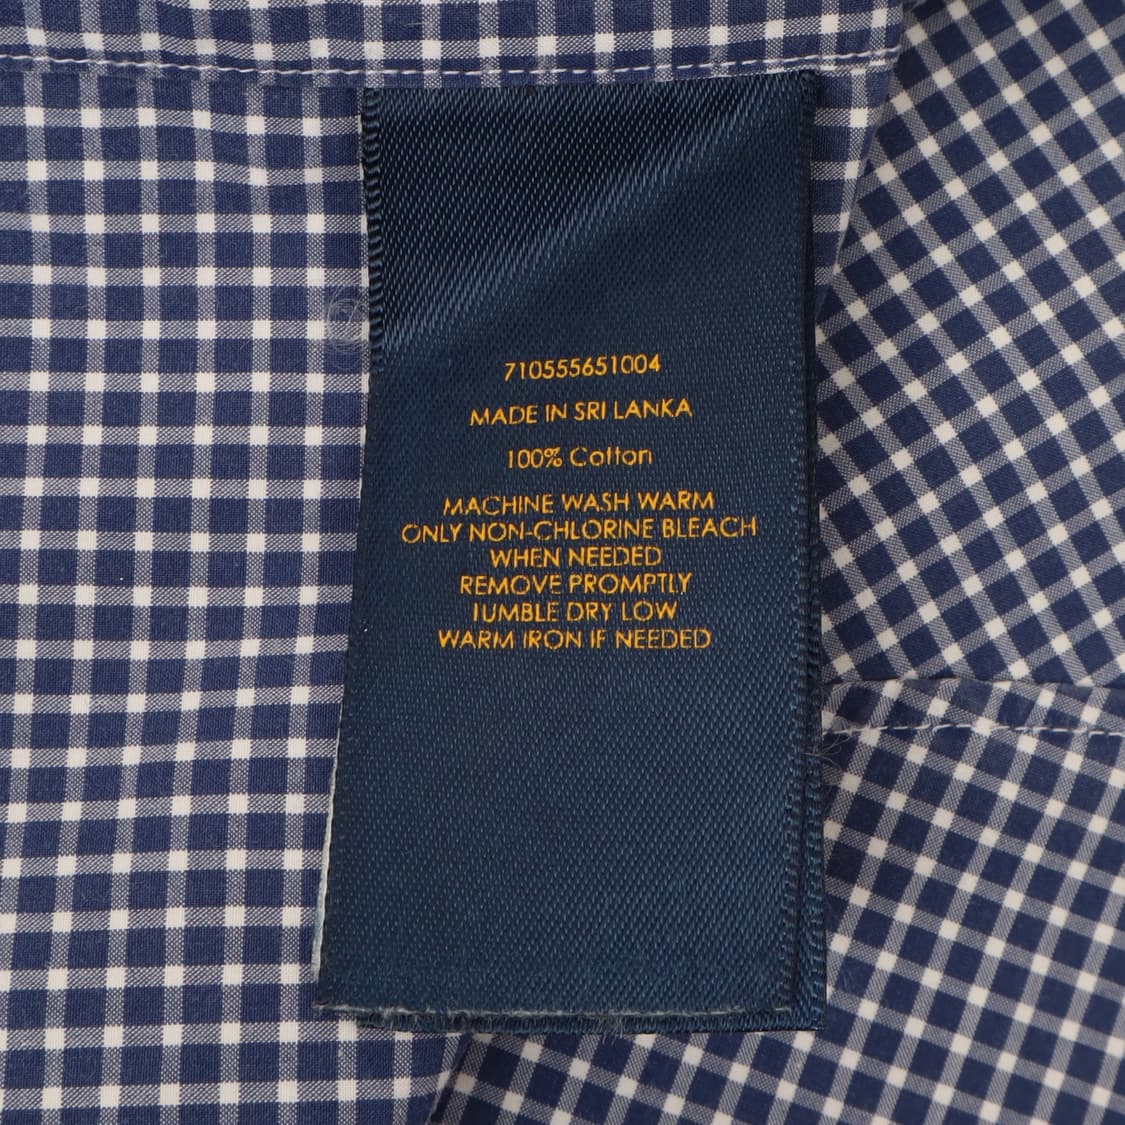 710555651004
MADE IN SRI LANKA
100% Cotton
MACHINE WASH WARM
ONLY NON-CHLORINE BLEACH
WHEN NEEDED
REMOVE PROMPTLY
TUMBLE DRY LOW
WARM IRON IF NEEDED